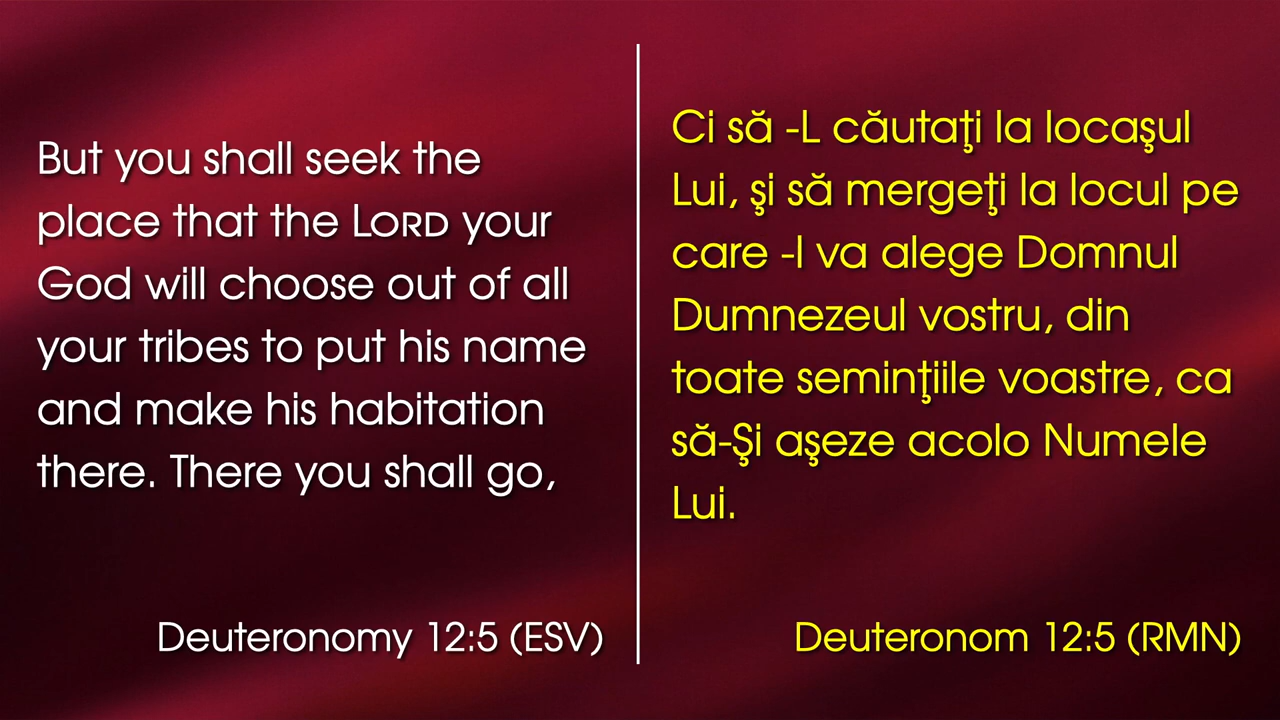 But you shall seek the
place that the LORD your
God will choose out of all
your tribes to put his name
and make his habitation
there. There you shall go,
Deuteronomy 12:5 (ESV)
Ci să -L căutaţi la locaşul
Lui, şi să mergeţi la locul pe
care -l va alege Domnul
Dumnezeul vostru, din
toate seminţiile voastre, ca
să-Şi aşeze acolo Numele
Lui.
Deuteronom 12:5 (RMN)